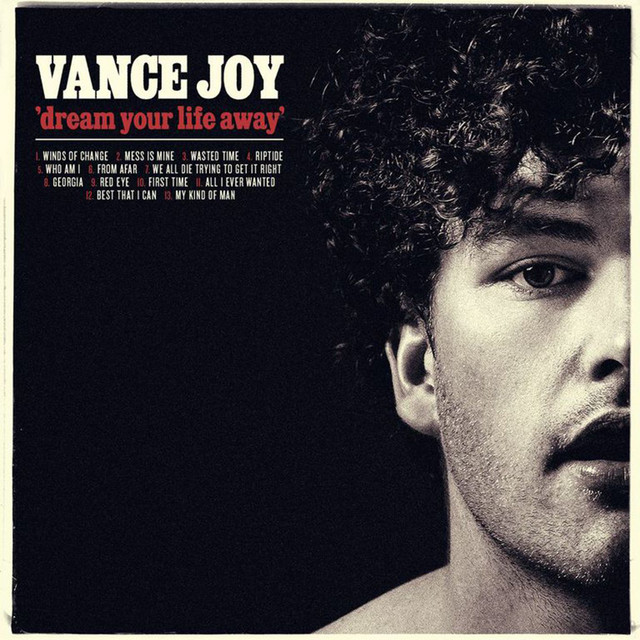 VANCE JOY
'dream your life away'
1. WINDS OF CHANGE 2. MESS IS MINE 3. WASTED TIME 4. RIPTIDE
5. WHO AM I 6. FROM AFAR 7. WE ALL DIE TRYING TO GET IT RIGHT
8. GEORGIA 9. RED EYE 10. FIRST TIME 11. ALL I EVER WANTED
12. BEST THAT I CAN 13. MY KIND OF MAN